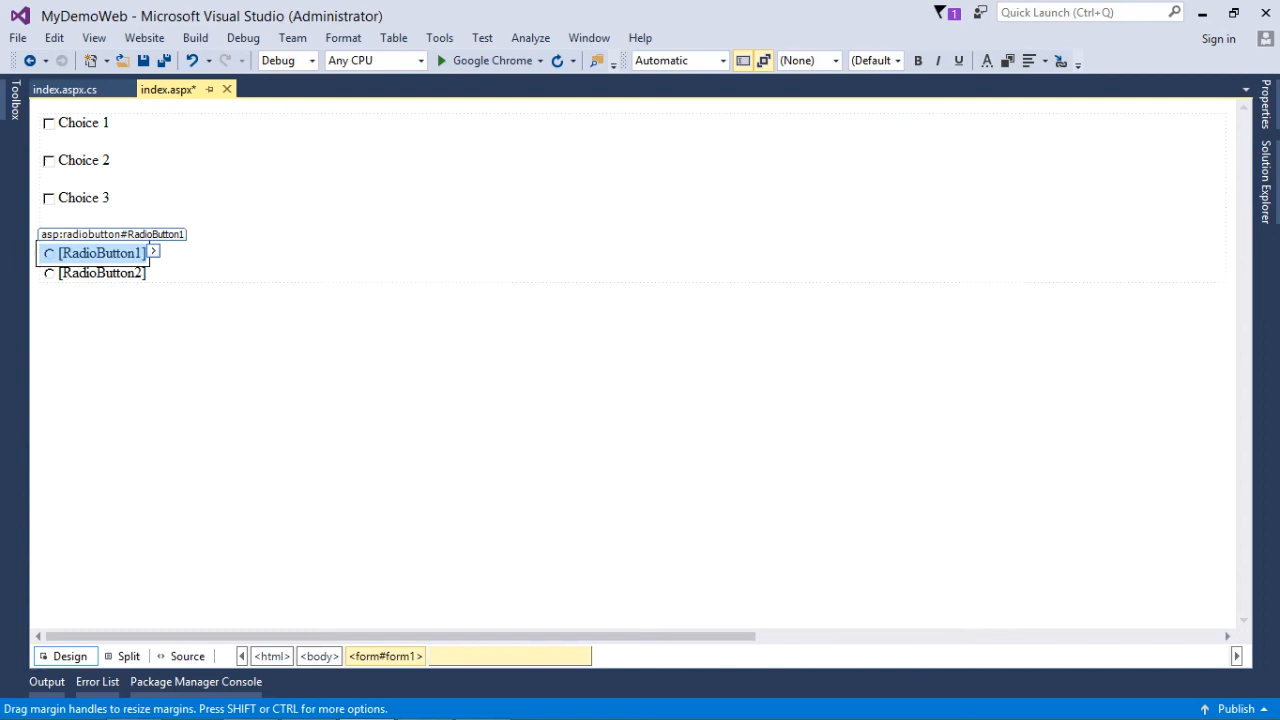 MyDemoWeb - Microsoft Visual Studio (Administrator)
1
Quick Launch (Ctrl+Q)
File Edit View Website Build Debug Team Format Table Tools Test Analyze Window Help
Sign in
Debug Any CPU Google Chrome Automatic (None) (Default B I U A
Toolbox
index.aspx.cs index.aspx*
Properties
Solution Explorer
Choice 1
Choice 2
Choice 3
asp:radiobutton#RadioButton1
[RadioButton1]
[RadioButton2]
Design Split Source <html> <body> <form#form1>
Output Error List Package Manager Console
Drag margin handles to resize margins. Press SHIFT or CTRL for more options. Publish